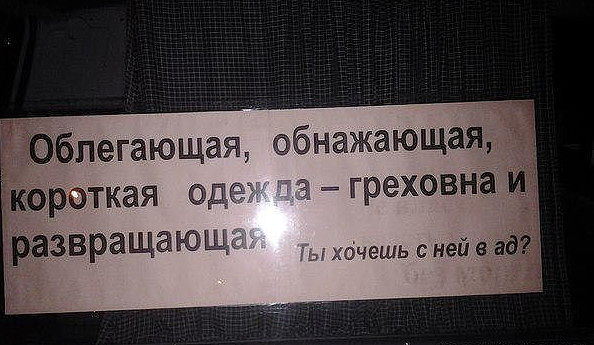 Облегающая, обнажающая,
короткая одежда – греховна и
развращающая
Ты хочешь с ней в ад?